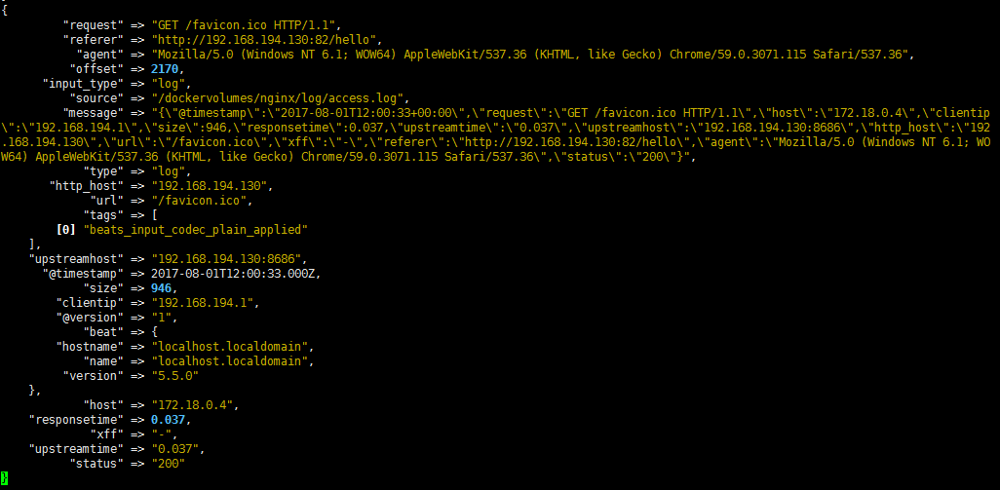 {
"request" => "GET /favicon.ico HTTP/1.1",
"referer" => "http://192.168.194.130:82/hello",
"agent" => "Mozilla/5.0 (Windows NT 6.1; WOW64) AppleWebKit/537.36 (KHTML, like Gecko) Chrome/59.0.3071.115 Safari/537.36",
"offset" => 2170,
"input_type" => "log",
"source" => "/dockervolumes/nginx/log/access.log",
"message" => "{\"@timestamp\":\"2017-08-01T12:00:33+00:00\",\"request\":\"GET /favicon.ico HTTP/1.1\",\"host\":\"172.18.0.4\",\"clientip
\":\"192.168.194.1\",\"size\":946,\"responsetime\":0.037,\"upstreamtime\":\"0.037\",\"upstreamhost\":\"192.168.194.130:8686\",\"http_host\":\"192
.168.194.130\",\"url\":\"/favicon.ico\",\"xff\":\"-\",\"referer\":\"http://192.168.194.130:82/hello\",\"agent\":\"Mozilla/5.0 (Windows NT 6.1; WO
W64) AppleWebKit/537.36 (KHTML, like Gecko) Chrome/59.0.3071.115 Safari/537.36\",\"status\":\"200\"}",
"type" => "log",
"http_host" => "192.168.194.130",
"url" => "/favicon.ico",
"tags" => [
[0] "beats_input_codec_plain_applied"
],
"upstreamhost" => "192.168.194.130:8686",
"@timestamp" => 2017-08-01T12:00:33.000Z,
"size" => 946,
"clientip" => "192.168.194.1",
"@version" => "1",
"beat" => {
"hostname" => "localhost.localdomain",
"name" => "localhost.localdomain",
"version" => "5.5.0"
},
"host" => "172.18.0.4",
"responsetime" => 0.037,
"xff" => "-",
"upstreamtime" => "0.037",
"status" => "200"
}